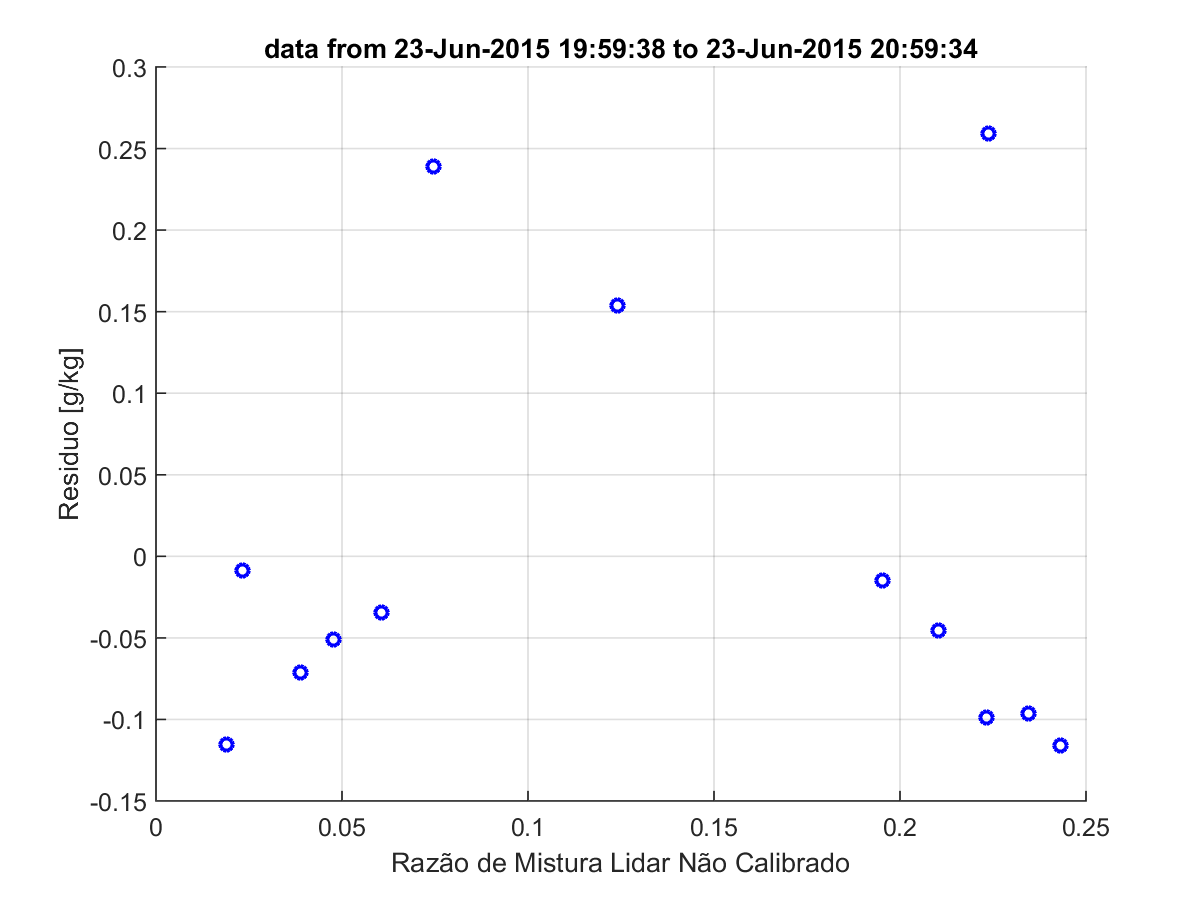 data from 23-Jun-2015 19:59:38 to 23-Jun-2015 20:59:34
0.3
0.25
0.2
0.15
0.1
0.05
0
-0.05
-0.1
-0.15
Residuo [g/kg]
0 0.05 0.1 0.15 0.2 0.25
Razão de Mistura Lidar Não Calibrado